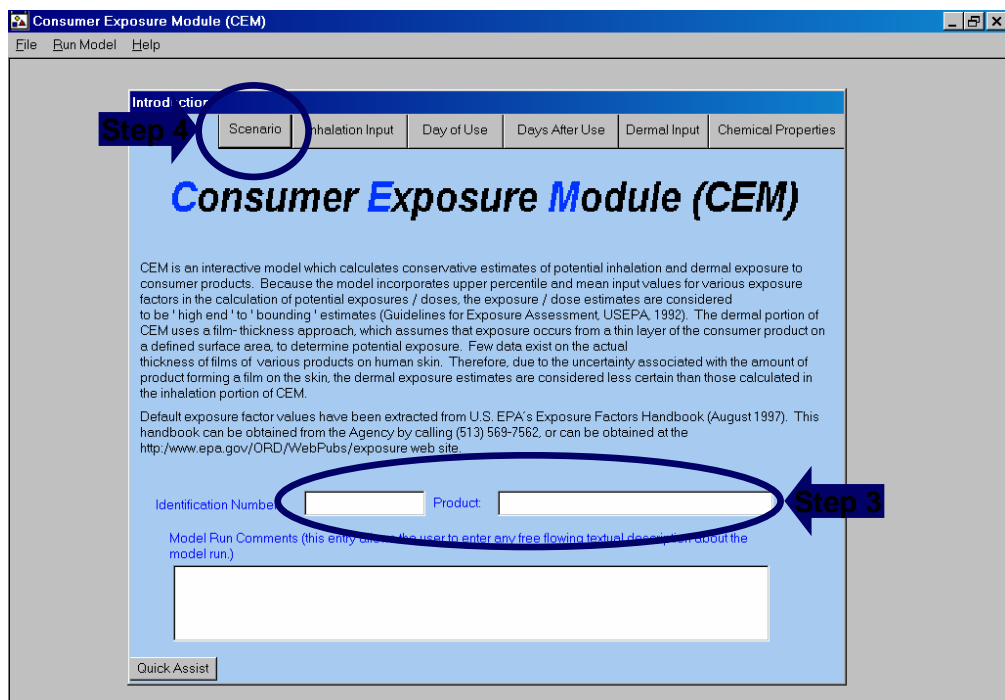 Consumer Exposure Module (CEM)
File Run Model Help
Introduction
Step 4
Scenario Inhalation Input Day of Use Days After Use Dermal Input Chemical Properties
Consumer Exposure Module (CEM)
CEM is an interactive model which calculates conservative estimates of potential inhalation and dermal exposure to
consumer products. Because the model incorporates upper percentile and mean input values for various exposure
factors in the calculation of potential exposures / doses, the exposure / dose estimates are considered
to be ' high end ' to ' bounding ' estimates (Guidelines for Exposure Assessment, USEPA, 1992). The dermal portion of
CEM uses a film- thickness approach, which assumes that exposure occurs from a thin layer of the consumer product on
a defined surface area, to determine potential exposure. Few data exist on the actual
thickness of films of various products on human skin. Therefore, due to the uncertainty associated with the amount of
product forming a film on the skin, the dermal exposure estimates are considered less certain than those calculated in
the inhalation portion of CEM.
Default exposure factor values have been extracted from U.S. EPA's Exposure Factors Handbook (August 1997). This
handbook can be obtained from the Agency by calling (513) 569-7562, or can be obtained at the
http:/www.epa.gov/ORD/WebPubs/exposure web site.
Identification Number Product:
Step 3
Model Run Comments (this entry allows the user to enter any free flowing textual description about the
model run.)
Quick Assist